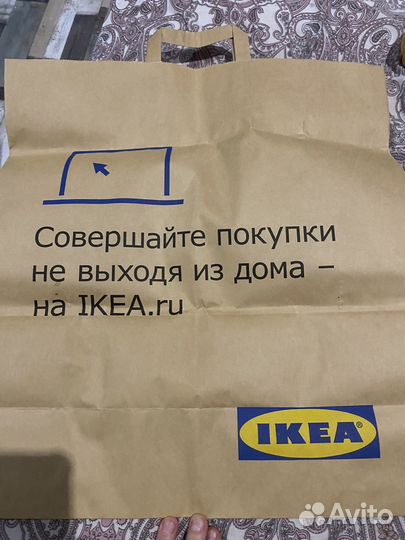 Совершайте покупки
не выходя из дома –
на IKEA.ru
IKEA®
Avito